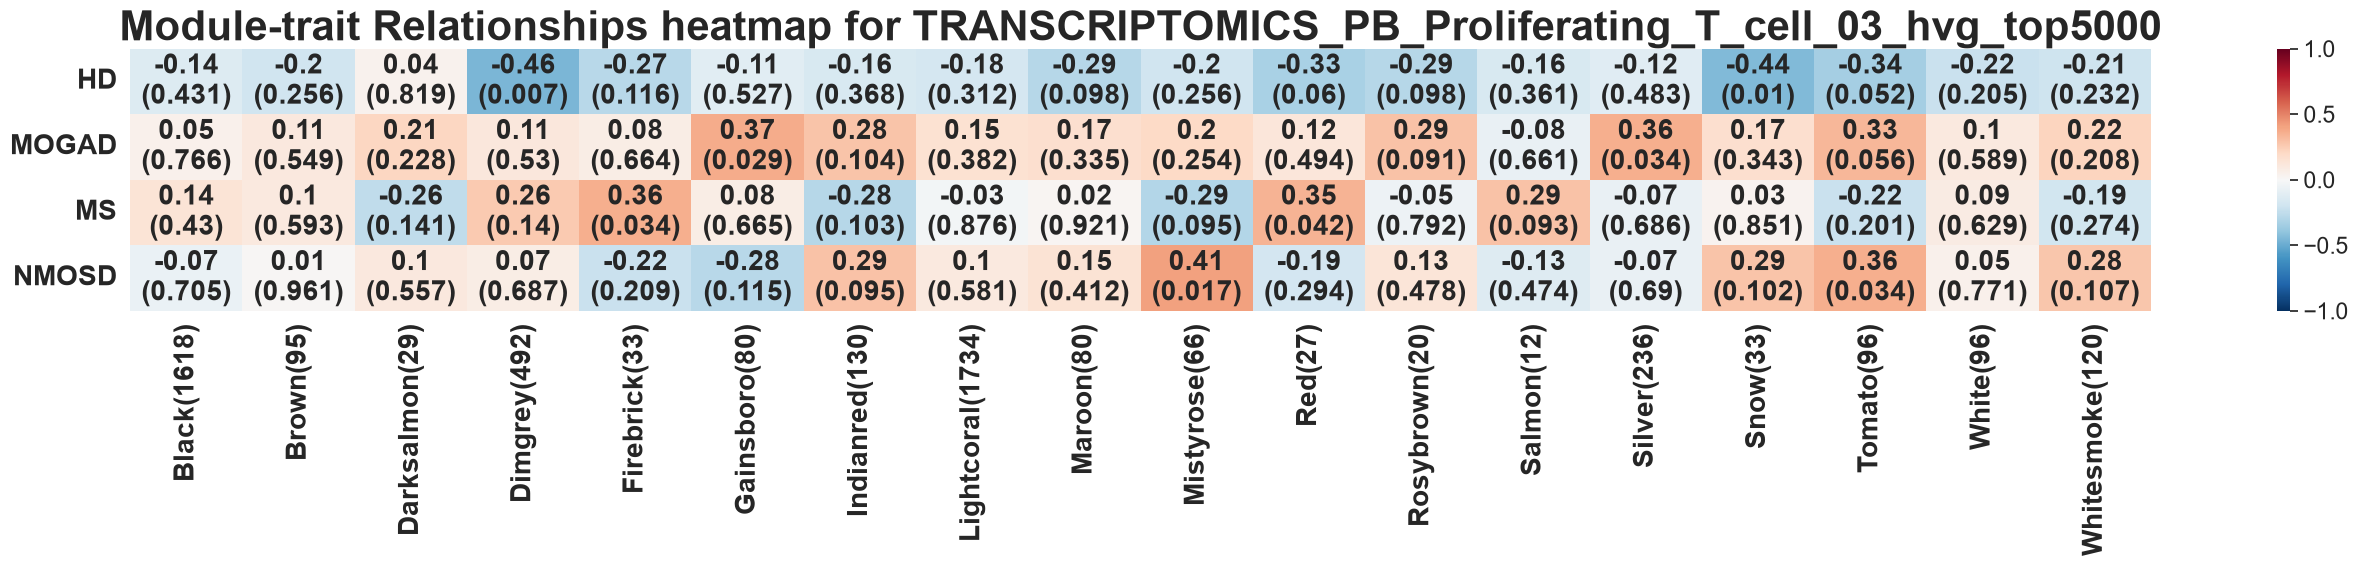 Module-trait Relationships heatmap for TRANSCRIPTOMICS_PB_Proliferating_T_cell_03_hvg_top5000
HD -0.14 -0.2 0.04 -0.46 -0.27 -0.11 -0.16 -0.18 -0.29 -0.2 -0.33 -0.29 -0.16 -0.12 -0.44 -0.34 -0.22 -0.21
(0.431) (0.256) (0.819) (0.007) (0.116) (0.527) (0.368) (0.312) (0.098) (0.256) (0.06) (0.098) (0.361) (0.483) (0.01) (0.052) (0.205) (0.232)
MOGAD 0.05 0.11 0.21 0.11 0.08 0.37 0.28 0.15 0.17 0.2 0.12 0.29 -0.08 0.36 0.17 0.33 0.1 0.22
(0.766) (0.549) (0.228) (0.53) (0.664) (0.029) (0.104) (0.382) (0.335) (0.254) (0.494) (0.091) (0.661) (0.034) (0.343) (0.056) (0.589) (0.208)
MS 0.14 0.1 -0.26 0.26 0.36 0.08 -0.28 -0.03 0.02 -0.29 0.35 -0.05 0.29 -0.07 0.03 -0.22 0.09 -0.19
(0.43) (0.593) (0.141) (0.14) (0.034) (0.665) (0.103) (0.876) (0.921) (0.095) (0.042) (0.792) (0.093) (0.686) (0.851) (0.201) (0.629) (0.274)
NMOSD -0.07 0.01 0.1 0.07 -0.22 -0.28 0.29 0.1 0.15 0.41 -0.19 0.13 -0.13 -0.07 0.29 0.36 0.05 0.28
(0.705) (0.961) (0.557) (0.687) (0.209) (0.115) (0.095) (0.581) (0.412) (0.017) (0.294) (0.478) (0.474) (0.69) (0.102) (0.034) (0.771) (0.107)
Black(1618)
Brown(95)
Darksalmon(29)
Dimgrey(492)
Firebrick(33)
Gainsboro(80)
Indianred(130)
Lightcoral(1734)
Maroon(80)
Mistyrose(66)
Red(27)
Rosybrown(20)
Salmon(12)
Silver(236)
Snow(33)
Tomato(96)
White(96)
Whitesmoke(120)
1.0
0.5
0.0
−0.5
−1.0